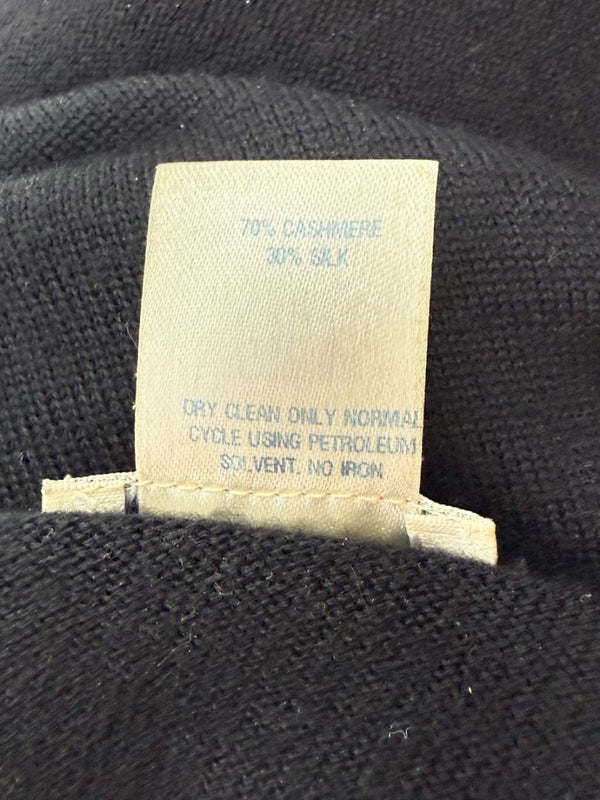 70% CASHMERE
30% SILK
DRY CLEAN ONLY NORMAL
CYCLE USING PETROLEUM
SOLVENT. NO IRON